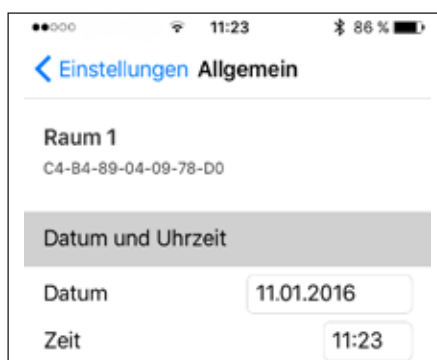 11:23 86 %
Einstellungen Allgemein
Raum 1
C4-B4-89-04-09-78-D0
Datum und Uhrzeit
Datum 11.01.2016
Zeit 11:23